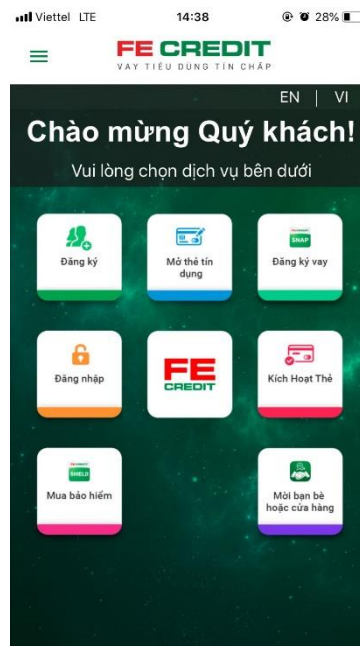 Viettel LTE 14:38 28%
FE CREDIT
VAY TIÊU DÙNG TÍN CHẤP
EN | VI
Chào mừng Quý khách!
Vui lòng chọn dịch vụ bên dưới
SNAP
Đăng ký Mở thẻ tín Đăng ký vay
dụng
FE
CREDIT
Đăng nhập Kích Hoạt Thẻ
SHIELD
Mua bảo hiểm Mời bạn bè
hoặc cửa hàng